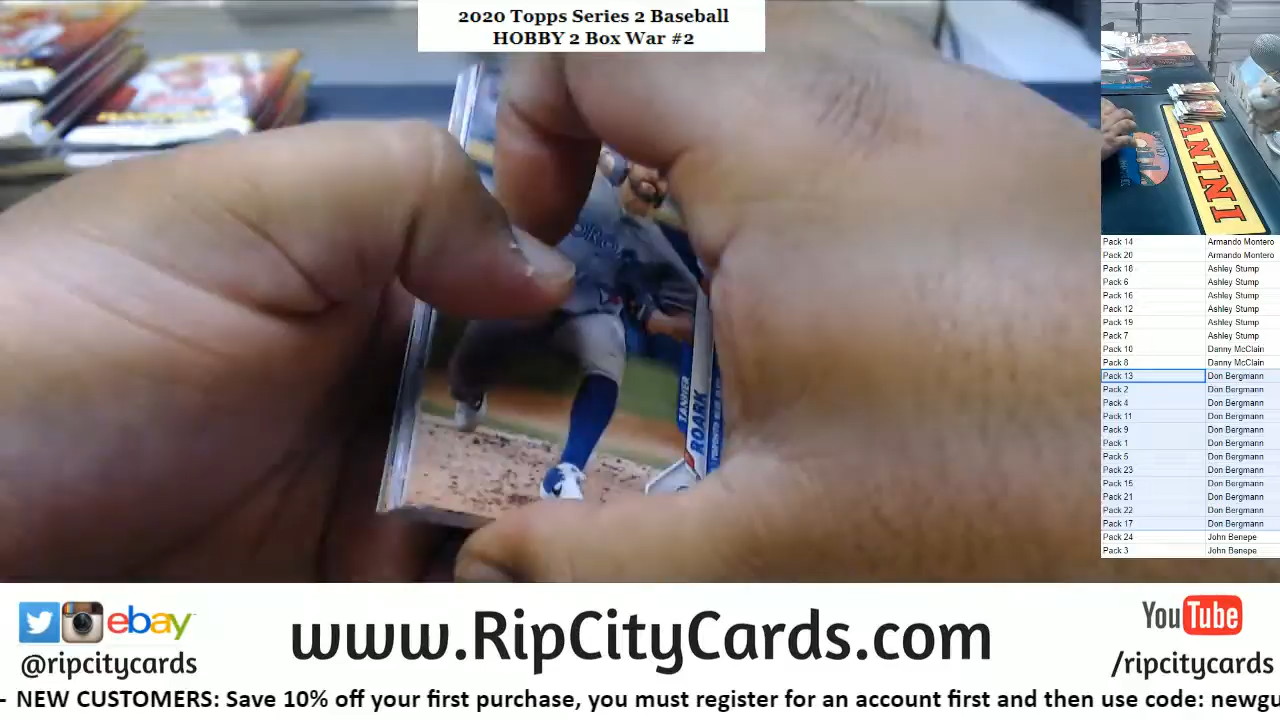 2020 Topps Series 2 Baseball
HOBBY 2 Box War #2
TANNER
ROARK
ANINI
Pack 14 Armando Montero
Pack 20 Armando Montero
Pack 18 Ashley Stump
Pack 6 Ashley Stump
Pack 16 Ashley Stump
Pack 12 Ashley Stump
Pack 19 Ashley Stump
Pack 7 Ashley Stump
Pack 10 Danny McClain
Pack 8 Danny McClain
Pack 13 Don Bergmann
Pack 2 Don Bergmann
Pack 4 Don Bergmann
Pack 11 Don Bergmann
Pack 9 Don Bergmann
Pack 1 Don Bergmann
Pack 5 Don Bergmann
Pack 23 Don Bergmann
Pack 15 Don Bergmann
Pack 21 Don Bergmann
Pack 22 Don Bergmann
Pack 17 Don Bergmann
Pack 24 John Benepe
Pack 3 John Benepe
ebay
@ripcitycards
www.RipCityCards.com
YouTube
/ripcitycards
- NEW CUSTOMERS: Save 10% off your first purchase, you must register for an account first and then use code: newgu